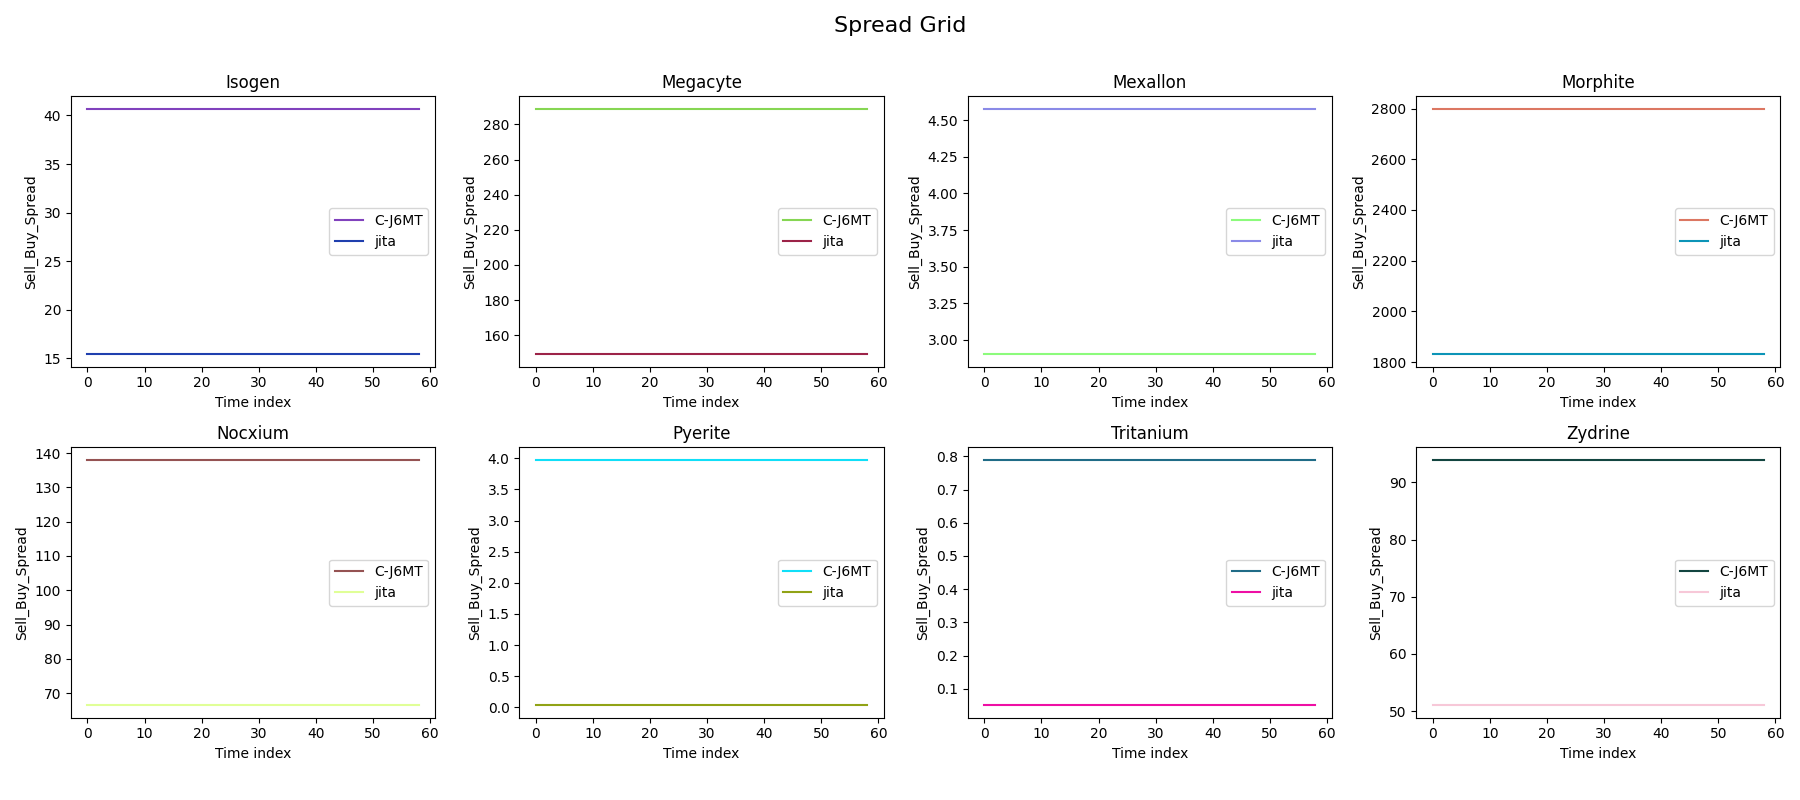 Spread Grid
Isogen
Sell_Buy_Spread
40
35
30
25
20
15
C-J6MT
jita
0 10 20 30 40 50 60
Time index
Megacyte
Sell_Buy_Spread
280
260
240
220
200
180
160
C-J6MT
jita
0 10 20 30 40 50 60
Time index
Mexallon
Sell_Buy_Spread
4.50
4.25
4.00
3.75
3.50
3.25
3.00
C-J6MT
jita
0 10 20 30 40 50 60
Time index
Morphite
Sell_Buy_Spread
2800
2600
2400
2200
2000
1800
C-J6MT
jita
0 10 20 30 40 50 60
Time index
Nocxium
Sell_Buy_Spread
140
130
120
110
100
90
80
70
C-J6MT
jita
0 10 20 30 40 50 60
Time index
Pyerite
Sell_Buy_Spread
4.0
3.5
3.0
2.5
2.0
1.5
1.0
0.5
0.0
C-J6MT
jita
0 10 20 30 40 50 60
Time index
Tritanium
Sell_Buy_Spread
0.8
0.7
0.6
0.5
0.4
0.3
0.2
0.1
C-J6MT
jita
0 10 20 30 40 50 60
Time index
Zydrine
Sell_Buy_Spread
90
80
70
60
50
C-J6MT
jita
0 10 20 30 40 50 60
Time index